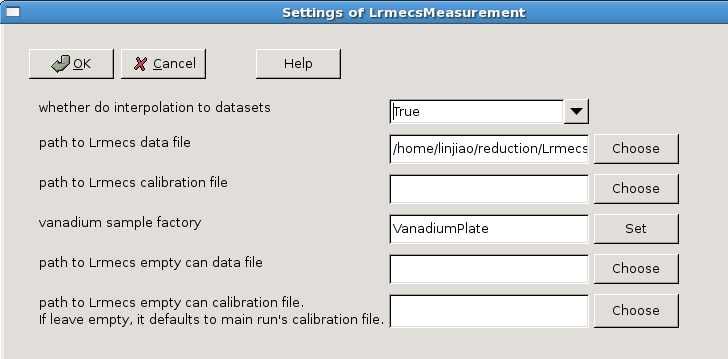 Settings of LrmecsMeasurement
OK
Cancel
Help
whether do interpolation to datasets
True
path to Lrmecs data file
/home/linjiao/reduction/Lrmecs
Choose
path to Lrmecs calibration file
Choose
vanadium sample factory
VanadiumPlate
Set
path to Lrmecs empty can data file
Choose
path to Lrmecs empty can calibration file.
If leave empty, it defaults to main run's calibration file.
Choose